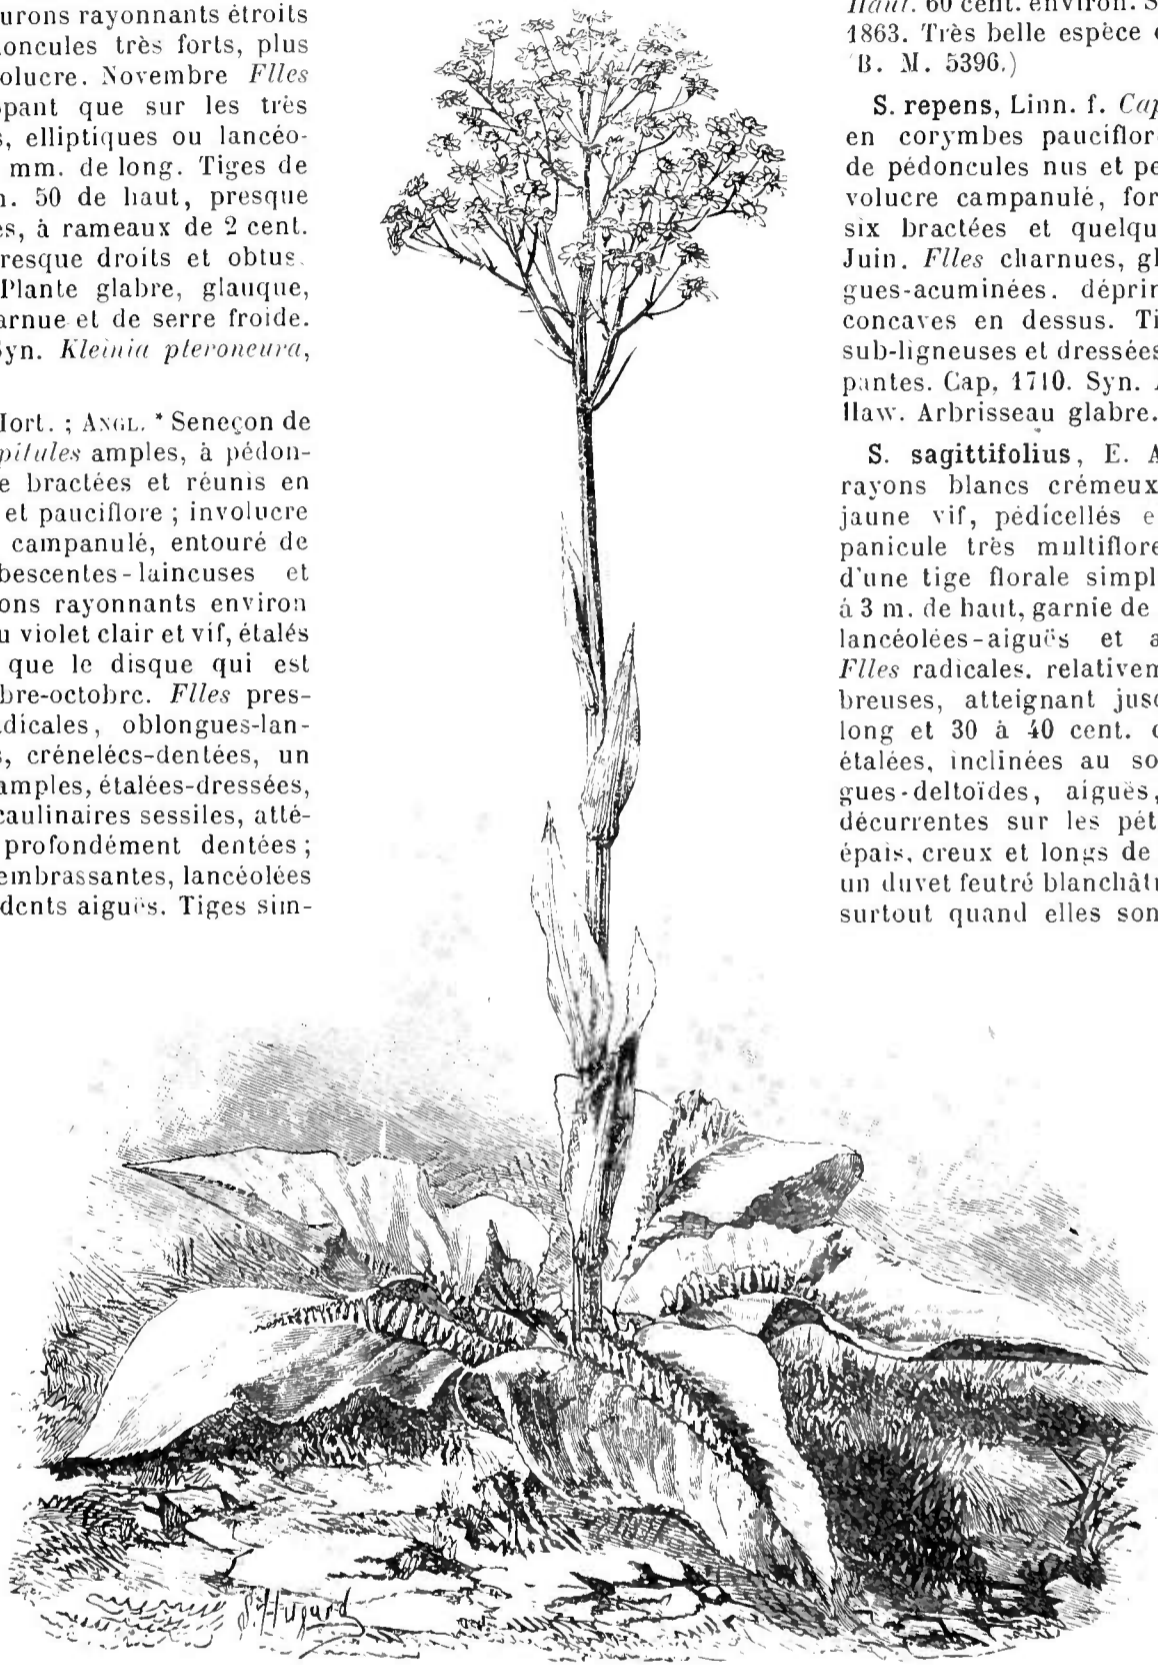 urons rayonnants étroits
oncules très forts, plus
olucre. Novembre Flles
opant que sur les très
s, elliptiques ou lancéo-
mm. de long. Tiges de
n. 50 de haut, presque
es, à rameaux de 2 cent.
resque droits et obtus.
Plante glabre, glauque,
arnue et de serre froide.
Syn. Kleinia pteroneura,
Hort. ; ANGL. * Seneçon de
pitules amples, à pédon-
e bractées et réunis en
et pauciflore ; involucre
campanulé, entouré de
bescentes-laineuses et
ons rayonnants environ
u violet clair et vif, étalés
que le disque qui est
bre-octobre. Flles pres-
adicales, oblongues-lan-
s, crénelées-dentées, un
amples, étalées-dressées,
caulinaires sessiles, atté-
profondément dentées ;
embrassantes, lancéolées
dents aiguës. Tiges sim-
Haut. 60 cent. environ. S
1863. Très belle espèce
B. M. 5396.)
S. repens, Linn. f. Cap
en corymbes pauciflor
de pédoncules nus et pe
volucre campanulé, for
six bractées et quelqu
Juin. Flles charnues, gl
gues-acuminées. dépri
concaves en dessus. Ti
sub-ligneuses et dressées
pantes. Cap, 1710. Syn.
Haw. Arbrisseau glabre.
S. sagittifolius, E. A
rayons blancs crémeux
jaune vif, pédicellés e
panicule très multiflore
d'une tige florale simpl
à 3 m. de haut, garnie de
lancéolées-aiguës et a
Flles radicales. relativem
breuses, atteignant jusq
long et 30 à 40 cent.
étalées, inclinées au so
gues-deltoïdes, aiguës,
décurrentes sur les pét
épais, creux et longs de
un duvet feutré blanchât
surtout quand elles son
S. Hugard